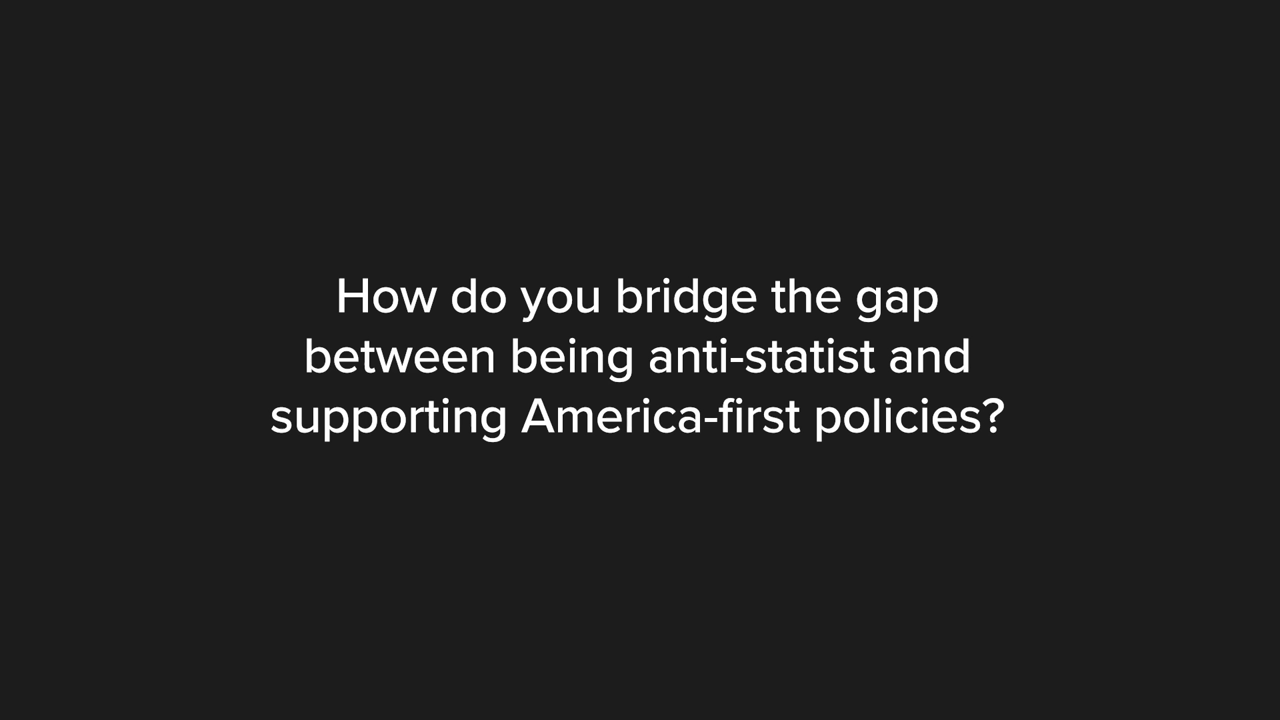 How do you bridge the gap
between being anti-statist and
supporting America-first policies?